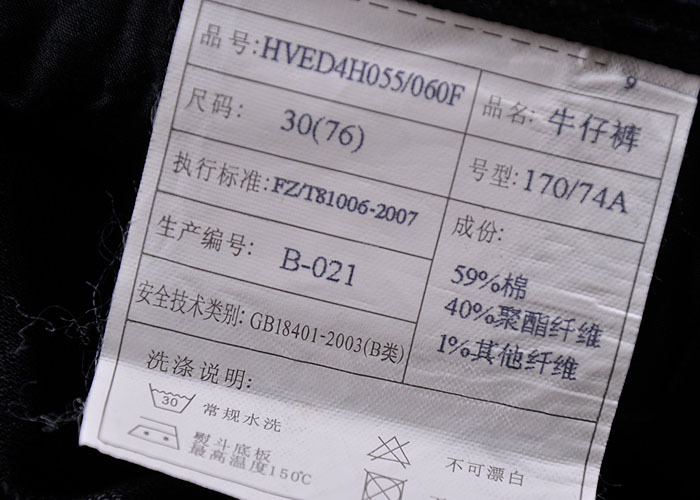 9
品号:HVED4H055/060F
品名: 牛仔裤
尺码: 30(76)
号型:170/74A
执行标准:FZ/T81006-2007
成份:
59%棉
40%聚酯纤维
1%其他纤维
生产编号: B-021
安全技术类别: GB18401-2003(B类)
洗涤说明:
30 常规水洗
不可漂白
熨斗底板
最高温度150℃